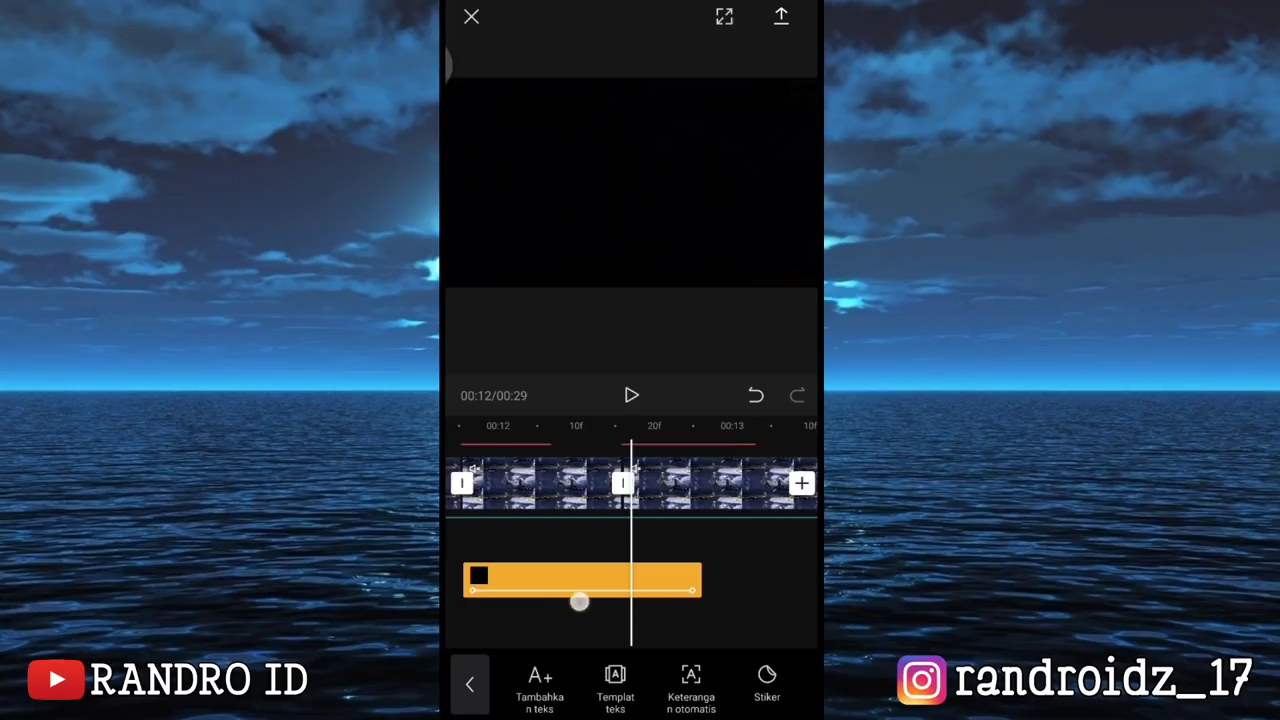 00:12/00:29
00:12 10f 20f 00:13 10f
Tambahka
n teks
Templat
teks
Keteranga
n otomatis
Stiker
RANDRO ID
randroidz_17